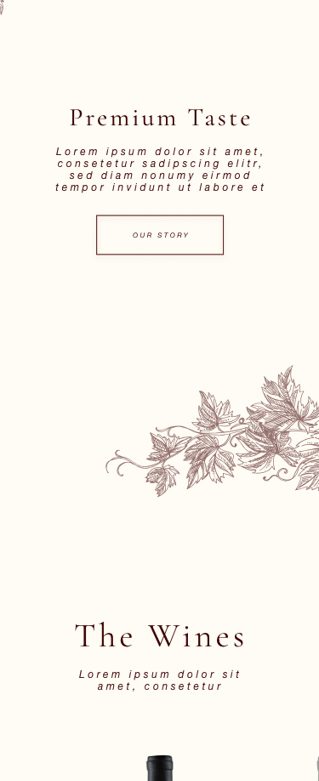 Premium Taste
Lorem ipsum dolor sit amet,
consetetur sadipscing elitr,
sed diam nonumy eirmod
tempor invidunt ut labore et
OUR STORY
The Wines
Lorem ipsum dolor sit
amet, consetetur